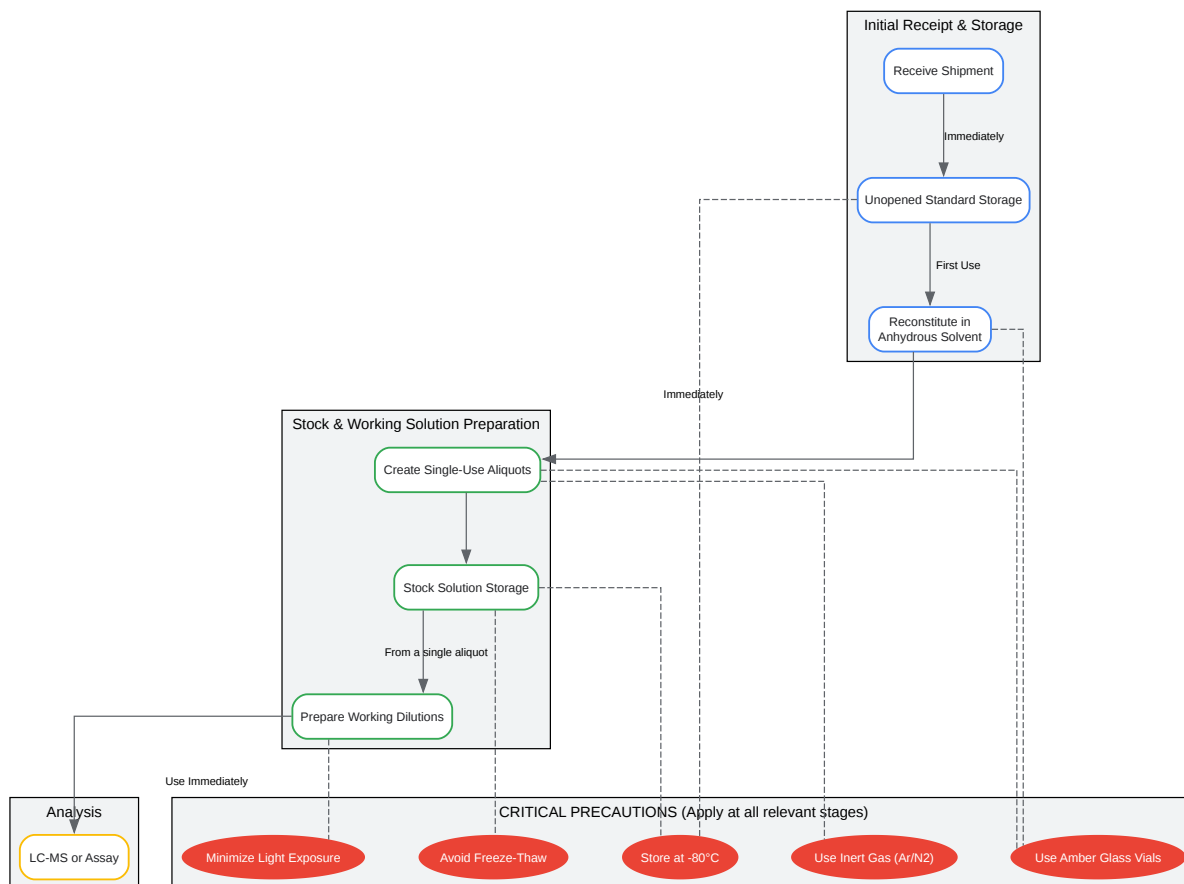 Initial Receipt & Storage
Receive Shipment
Immediately
Unopened Standard Storage
First Use
Reconstitute in
Anhydrous Solvent
Immediately
Stock & Working Solution Preparation
Create Single-Use Aliquots
Stock Solution Storage
From a single aliquot
Prepare Working Dilutions
Use Immediately
Analysis
LC-MS or Assay
CRITICAL PRECAUTIONS (Apply at all relevant stages)
Minimize Light Exposure
Avoid Freeze-Thaw
Store at -80°C
Use Inert Gas (Ar/N2)
Use Amber Glass Vials